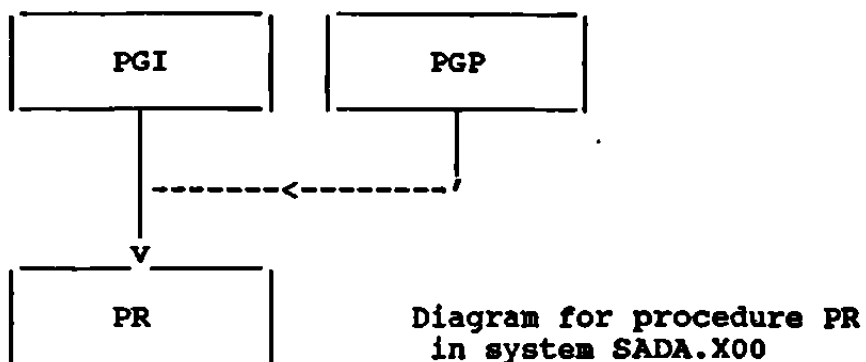 PGI PGP
PR
Diagram for procedure PR
in system SADA.X00